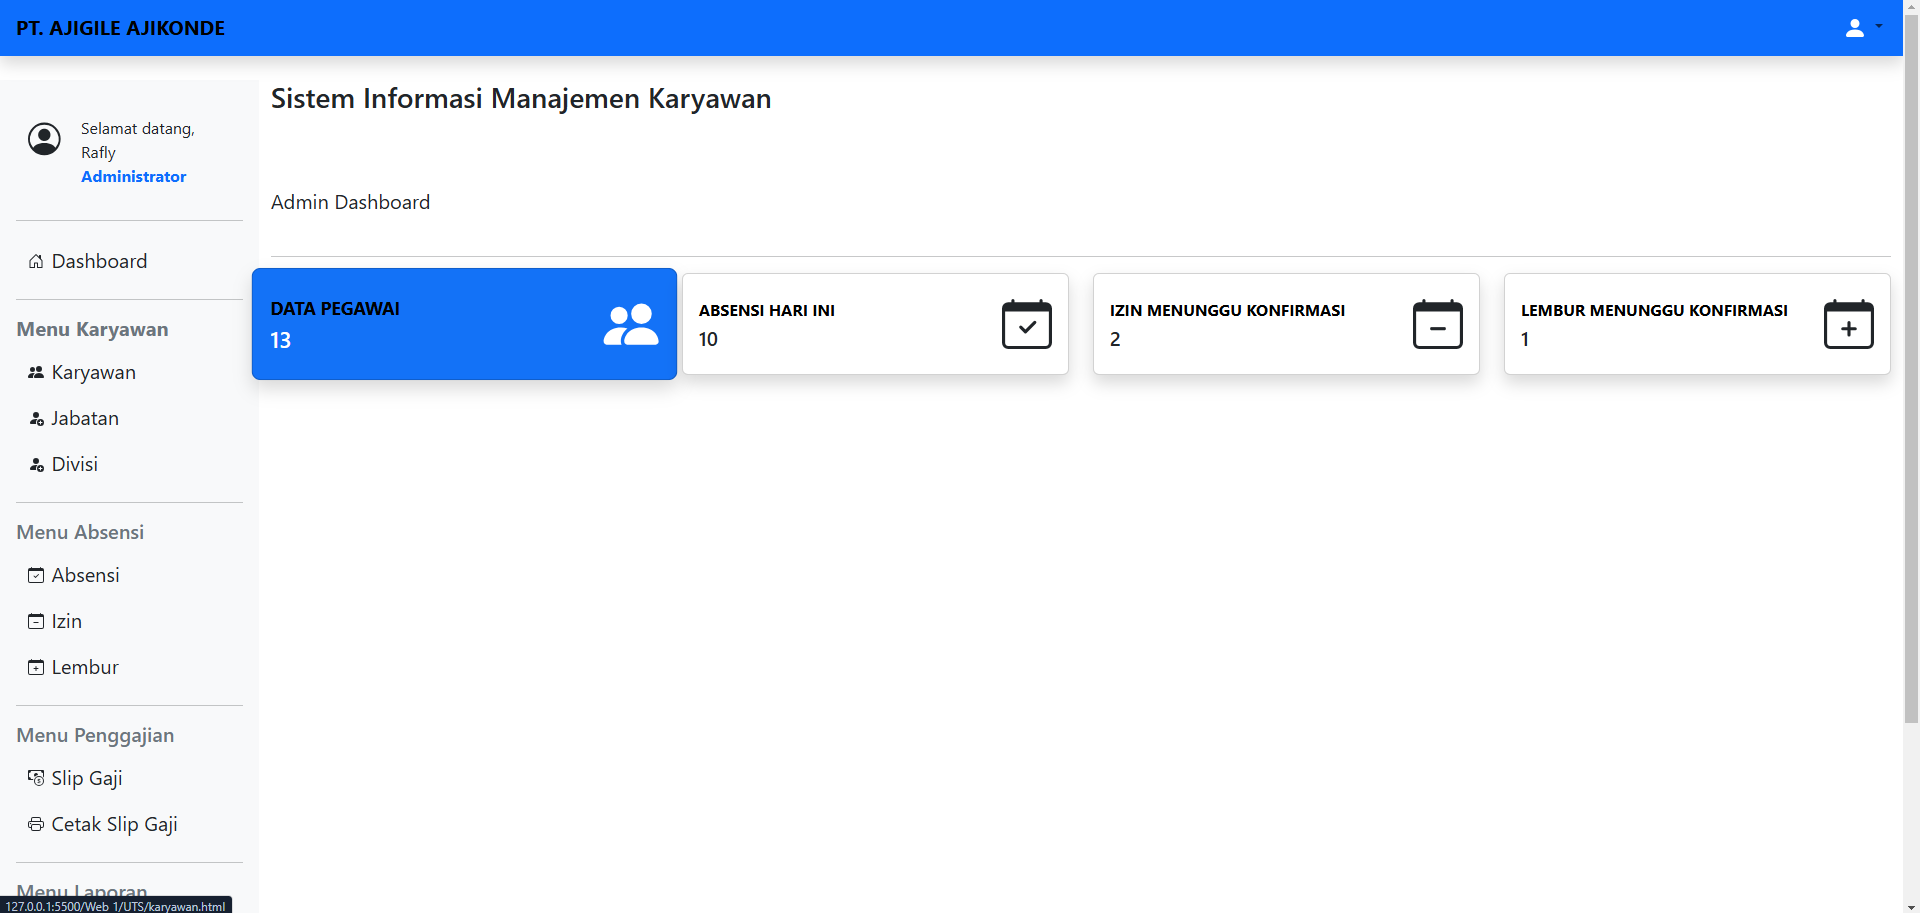 PT. AJIGILE AJIKONDE
Selamat datang,
Rafly
Administrator
Dashboard
Menu Karyawan
Karyawan
Jabatan
Divisi
Menu Absensi
Absensi
Izin
Lembur
Menu Penggajian
Slip Gaji
Cetak Slip Gaji
Menu Laporan
127.0.0.1:5500/Web 1/UTS/karyawan.html
Sistem Informasi Manajemen Karyawan
Admin Dashboard
DATA PEGAWAI
13
ABSENSI HARI INI
10
IZIN MENUNGGU KONFIRMASI
2
LEMBUR MENUNGGU KONFIRMASI
1